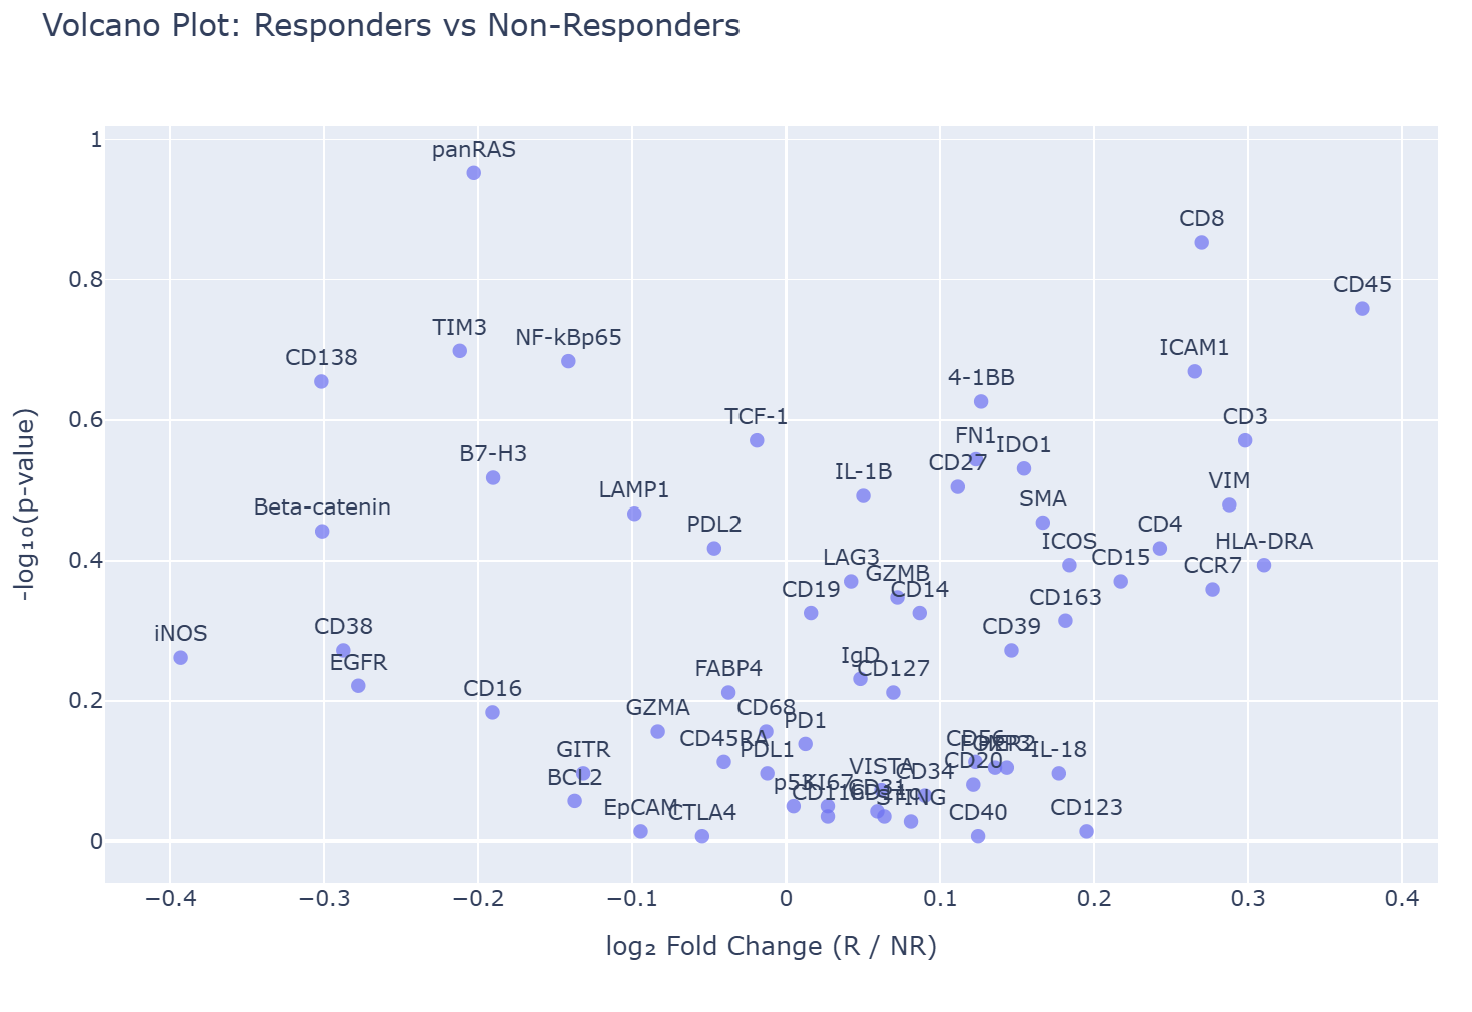 Volcano Plot: Responders vs Non-Responders
1
panRAS
CD8
0.8
CD45
TIM3
NF-kBp65
ICAM1
CD138
4-1BB
0.6
TCF-1
CD3
FN1
IDO1
B7-H3
CD27
IL-1B
VIM
LAMP1
SMA
Beta-catenin
PDL2
CD4
ICOS
HLA-DRA
0.4
LAG3
CD15
GZMB
CCR7
CD19
CD14
CD163
iNOS
CD38
CD39
EGFR
IgD
FABP4
CD127
0.2
CD16
GZMA
CD68
PD1
CD45RA
CD56
GITR
PDL1
IL-18
BCL2
VISTA
CD34
CD20
p53
KI67
CD31
STING
EpCAM
CTLA4
CD40
CD123
0
−0.4
−0.3
−0.2
−0.1
0
0.1
0.2
0.3
0.4
-log₁₀(p-value)
log₂ Fold Change (R / NR)